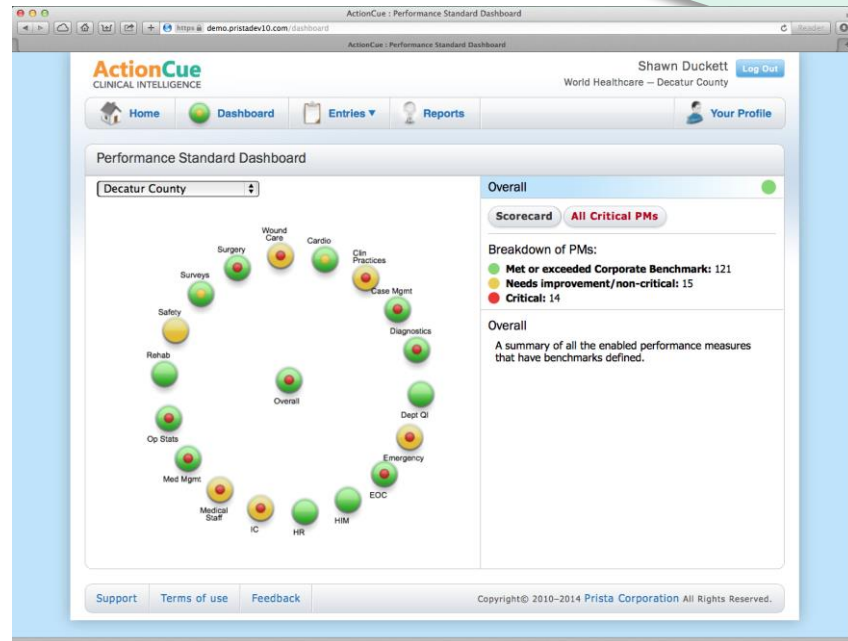 ActionCue : Performance Standard Dashboard
https demo.pristadev10.com/dashboard
Reader
ActionCue : Performance Standard Dashboard
ActionCue
CLINICAL INTELLIGENCE
Shawn Duckett
Log Out
World Healthcare — Decatur County
Home
Dashboard
Entries ▼
Reports
Your Profile
Performance Standard Dashboard
Decatur County
Wound
Care
Cardio
Clin
Practices
Case Mgmt
Diagnostics
Dept QI
Emergency
EOC
HIM
HR
IC
Medical
Staff
Med Mgmt
Op Stats
Rehab
Safety
Surveys
Surgery
Overall
Overall
Scorecard
All Critical PMs
Breakdown of PMs:
Met or exceeded Corporate Benchmark: 121
Needs improvement/non-critical: 15
Critical: 14
Overall
A summary of all the enabled performance measures
that have benchmarks defined.
Support
Terms of use
Feedback
Copyright© 2010–2014 Prista Corporation All Rights Reserved.